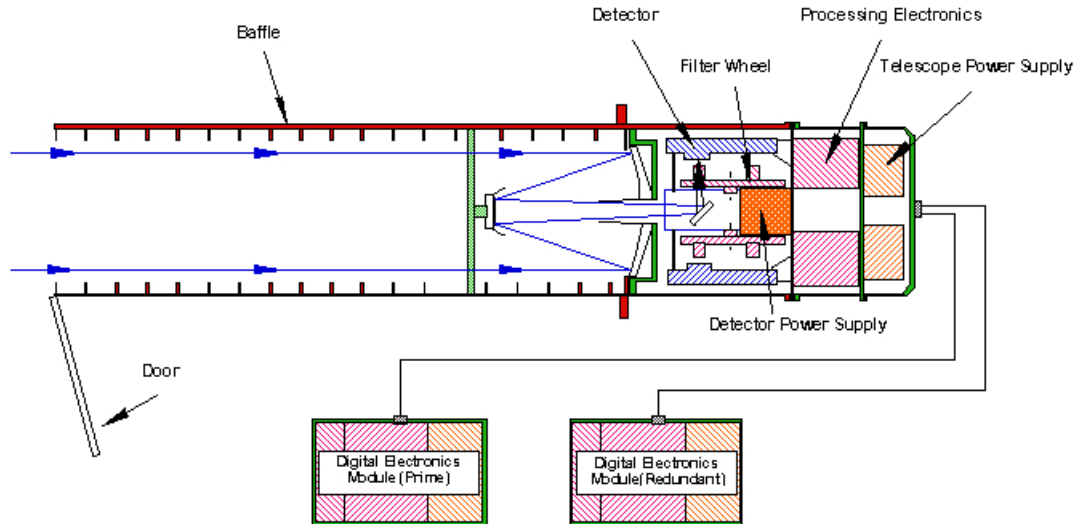 Detector
Processing Electronics
Baffle
Filter Wheel
Telescope Power Supply
Detector Power Supply
Door
Digital Electronics
Module (Prime)
Digital Electronics
Module(Redundant)